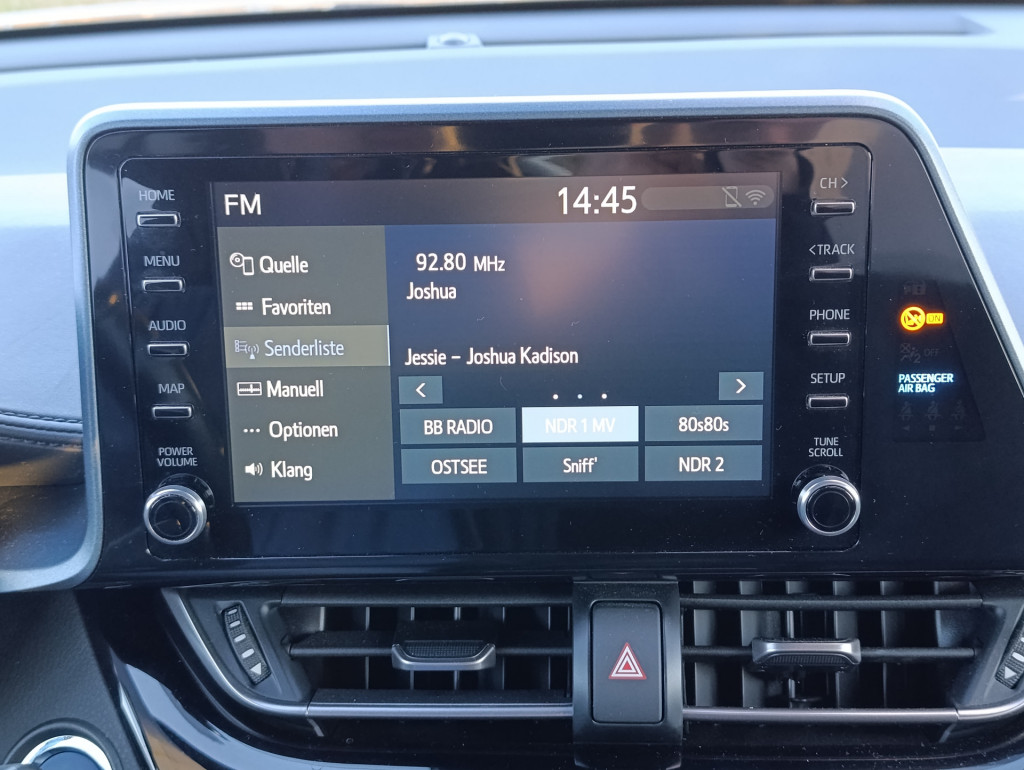 HOME
MENU
AUDIO
MAP
POWER
VOLUME
FM
14:45
Quelle
Favoriten
Senderliste
Manuell
Optionen
Klang
92.80 MHz
Joshua
Jessie – Joshua Kadison
< >
BB RADIO NDR 1 MV 80s80s
OSTSEE Sniff' NDR 2
CH >
< TRACK
PHONE
SETUP
TUNE
SCROLL
ON
OFF
PASSENGER
AIR BAG